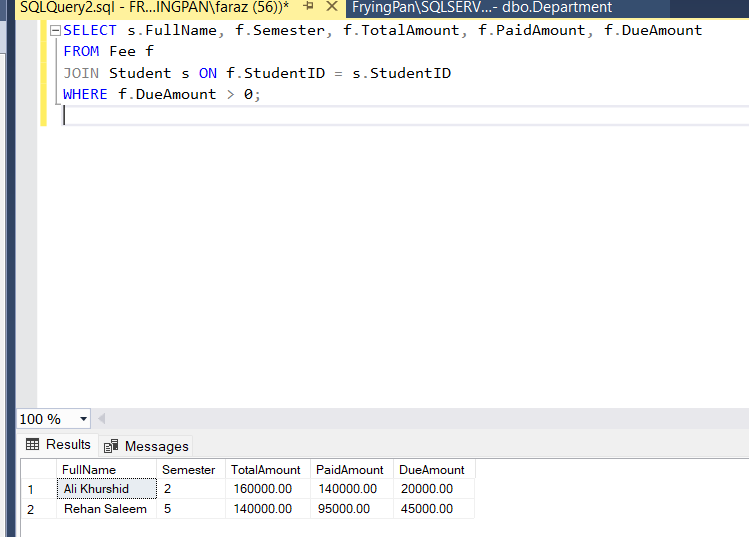 SQLQuery2.sql - FR...INGPAN\faraz (56))* FryingPan\SQLSERV...- dbo.Department
SELECT s.FullName, f.Semester, f.TotalAmount, f.PaidAmount, f.DueAmount
FROM Fee f
JOIN Student s ON f.StudentID = s.StudentID
WHERE f.DueAmount > 0;
100 %
Results Messages
FullName Semester TotalAmount PaidAmount DueAmount
1 Ali Khurshid 2 160000.00 140000.00 20000.00
2 Rehan Saleem 5 140000.00 95000.00 45000.00